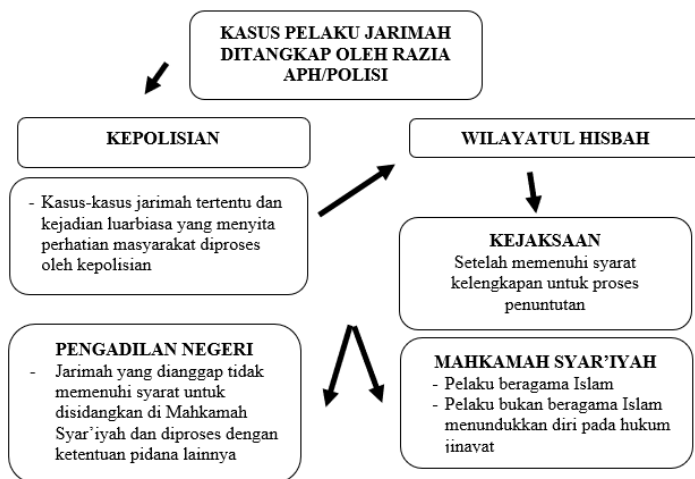 KASUS PELAKU JARIMAH
DITANGKAP OLEH RAZIA
APH/POLISI
KEPOLISIAN
WILAYATUL HISBAH
- Kasus-kasus jarimah tertentu dan
kejadian luarbiasa yang menyita
perhatian masyarakat diproses
oleh kepolisian
KEJAKSAAN
Setelah memenuhi syarat
kelengkapan untuk proses
penuntutan
PENGADILAN NEGERI
- Jarimah yang dianggap tidak
memenuhi syarat untuk
disidangkan di Mahkamah
Syar’iyah dan diproses dengan
ketentuan pidana lainnya
MAHKAMAH SYAR’IYAH
- Pelaku beragama Islam
- Pelaku bukan beragama Islam
menundukkan diri pada hukum
jinayat